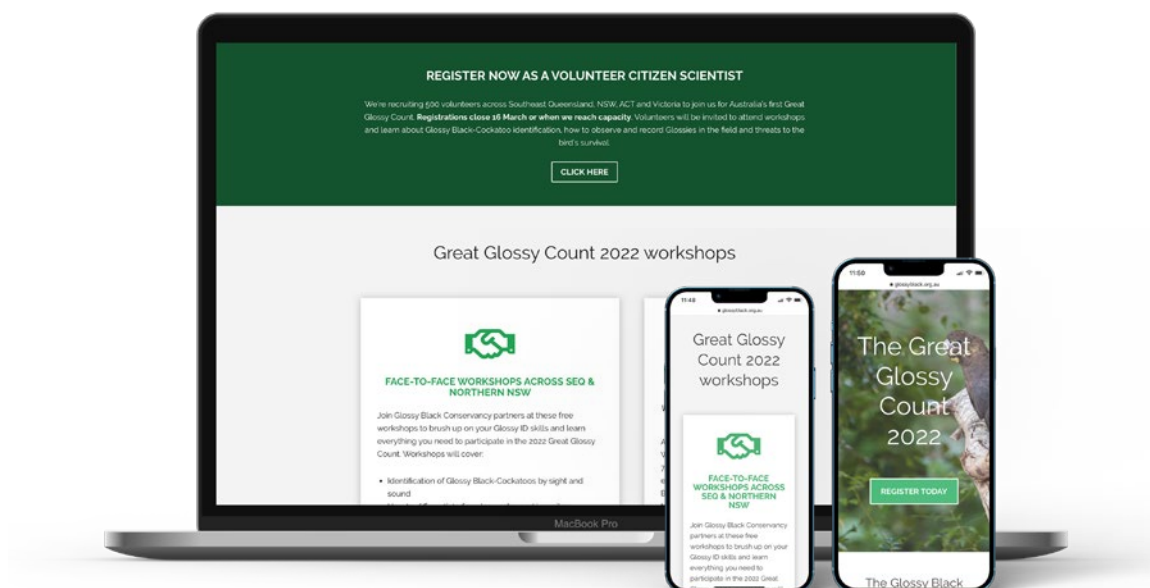 REGISTER NOW AS A VOLUNTEER CITIZEN SCIENTIST
We're recruiting 500 volunteers across Southeast Queensland, NSW, ACT and Victoria to join us for Australia's first Great
Glossy Count. Registrations close 16 March or when we reach capacity. Volunteers will be invited to attend workshops
and learn about Glossy Black-Cockatoo identification, how to observe and record Glossies in the field and threats to the
bird's survival.
CLICK HERE
Great Glossy Count 2022 workshops
FACE-TO-FACE WORKSHOPS ACROSS SEQ &
NORTHERN NSW
Join Glossy Black Conservancy partners at these free
workshops to brush up on your Glossy ID skills and learn
everything you need to participate in the 2022 Great Glossy
Count. Workshops will cover:
• Identification of Glossy Black-Cockatoos by sight and
sound
MacBook Pro
11:48
glossyblack.org.au
Great Glossy
Count 2022
workshops
FACE-TO-FACE
WORKSHOPS ACROSS
SEQ & NORTHERN
NSW
Join Glossy Black Conservancy
partners at these free
workshops to brush up on your
Glossy ID skills and learn
everything you need to
participate in the 2022 Great
11:50
glossyblack.org.au
The Great
Glossy
Count
2022
REGISTER TODAY
The Glossy Black